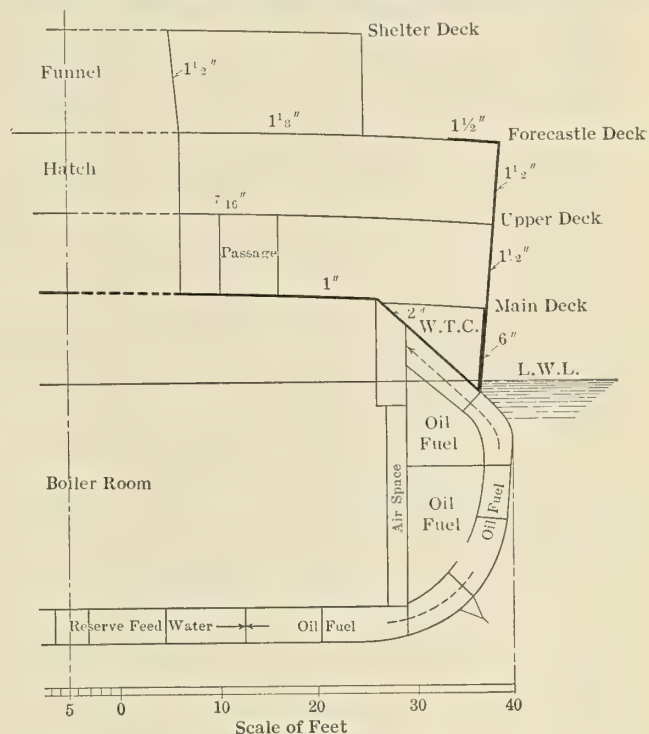 Shelter Deck
Funnel
1½"
1⅛"
1½"
Forecastle Deck
Hatch
1½"
7/16"
Upper Deck
Passage
1½"
1"
Main Deck
2"
W.T.C.
6"
L.W.L.
Oil
Fuel
Boiler Room
Air Space
Oil
Fuel
Oil Fuel
Reserve Feed Water
Oil Fuel
5 0 10 20 30 40
Scale of Feet